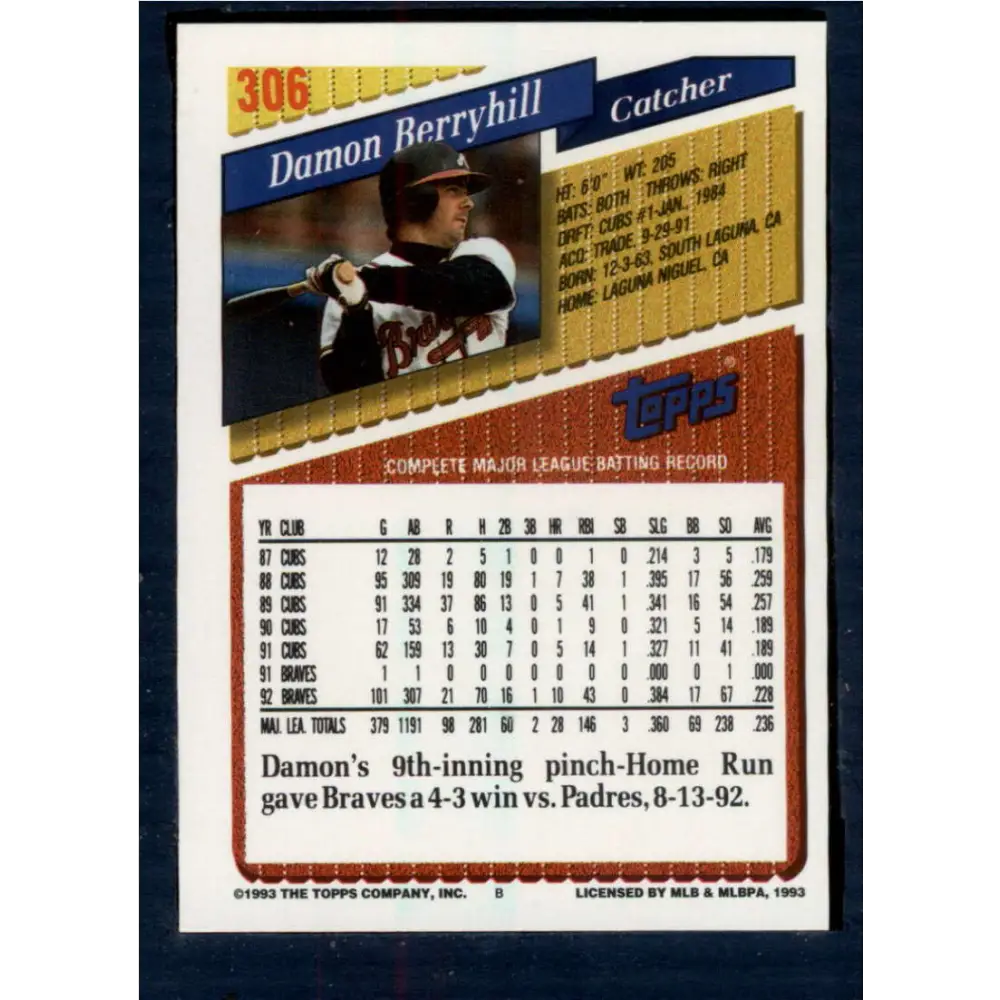 306
Damon Berryhill
Catcher
HT: 6'0" WT: 205
BATS: BOTH THROWS: RIGHT
DRFT: CUBS #1-JAN., 1984
ACQ: TRADE, 9-29-91
BORN: 12-3-63, SOUTH LAGUNA, CA
HOME: LAGUNA NIGUEL, CA
Braves
topps®
COMPLETE MAJOR LEAGUE BATTING RECORD
YR CLUB G AB R H 2B 3B HR RBI SB SLG BB SO AVG
87 CUBS 12 28 2 5 1 0 0 1 0 .214 3 5 .179
88 CUBS 95 309 19 80 19 1 7 38 1 .395 17 56 .259
89 CUBS 91 334 37 86 13 0 5 41 1 .341 16 54 .257
90 CUBS 17 53 6 10 4 0 1 9 0 .321 5 14 .189
91 CUBS 62 159 13 30 7 0 5 14 1 .327 11 41 .189
91 BRAVES 1 1 0 0 0 0 0 0 0 .000 0 1 .000
92 BRAVES 101 307 21 70 16 1 10 43 0 .384 17 67 .228
MAJ. LEA. TOTALS 379 1191 98 281 60 2 28 146 3 .360 69 238 .236
Damon's 9th-inning pinch-Home Run
gave Braves a 4-3 win vs. Padres, 8-13-92.
©1993 THE TOPPS COMPANY, INC. B LICENSED BY MLB & MLBPA, 1993